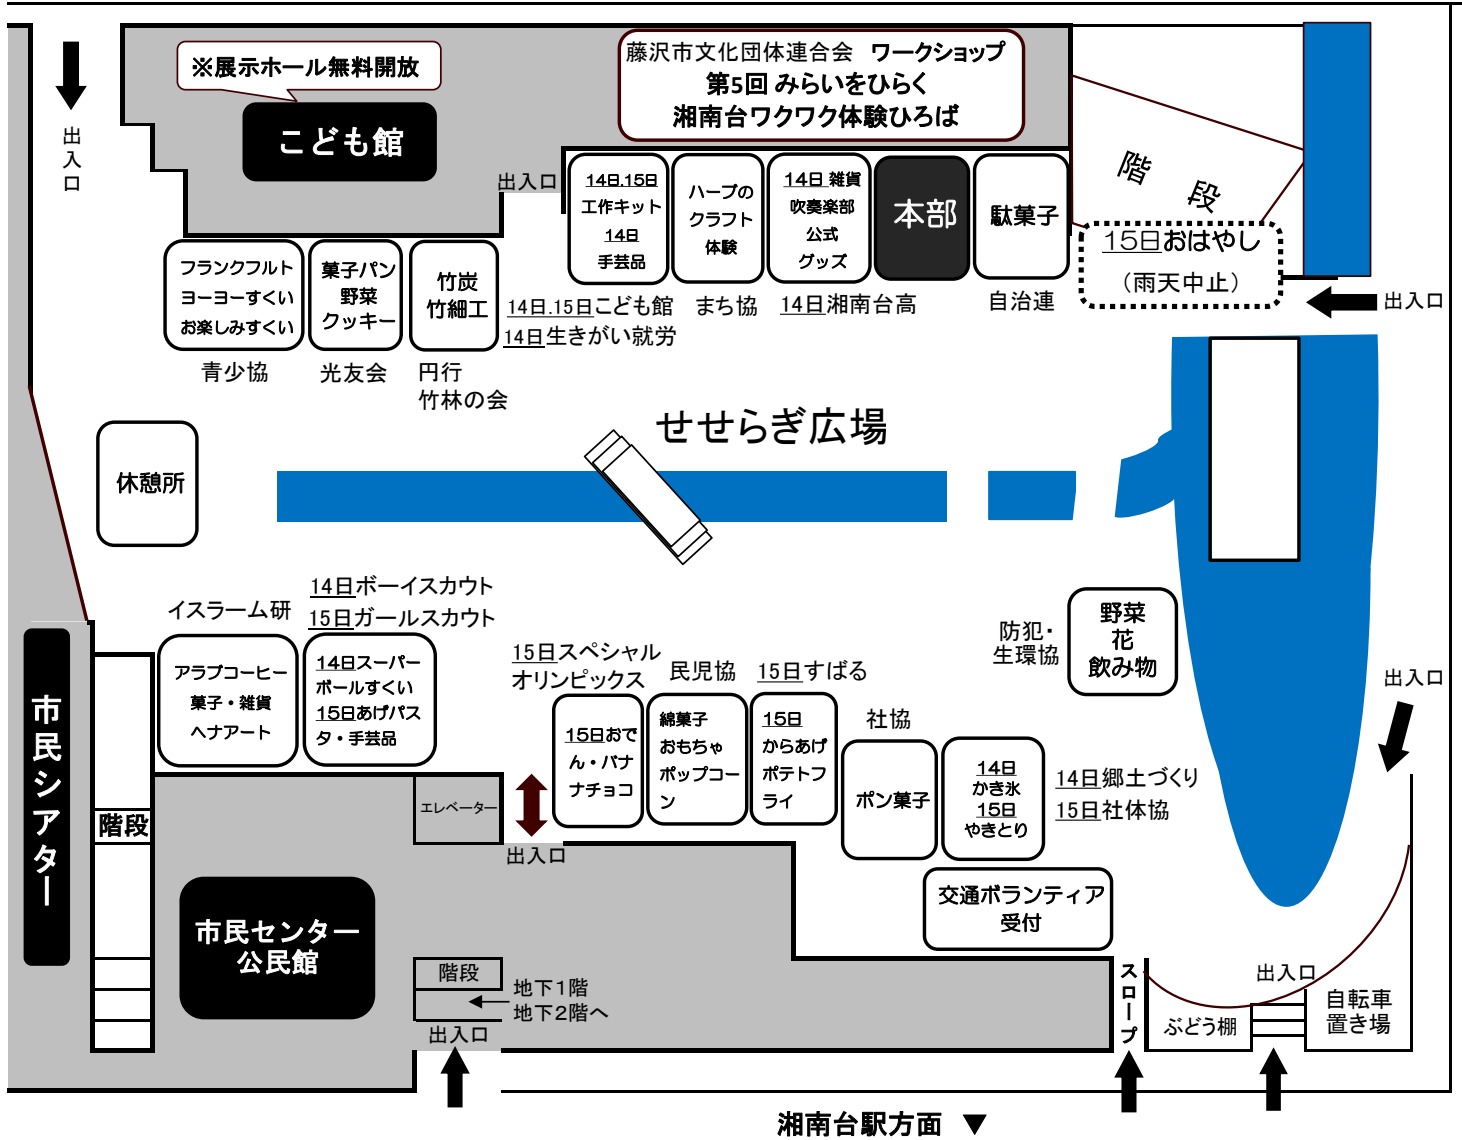 ※展示ホール無料開放
こども館
藤沢市文化団体連合会 ワークショップ
第5回 みらいをひらく
湘南台ワクワク体験ひろば
出
入
口
出入口
14日.15日
工作キット
14日
手芸品
ハーブの
クラフト
体験
14日 雑貨
吹奏楽部
公式
グッズ
本部
駄菓子
階段
15日おはやし
（雨天中止）
出入口
フランクフルト
ヨーヨーすくい
お楽しみすくい
菓子パン
野菜
クッキー
竹炭
竹細工
14日.15日こども館
14日生きがい就労
まち協
14日湘南台高
自治連
青少協
光友会
円行
竹林の会
せせらぎ広場
休憩所
イスラーム研
14日ボーイスカウト
15日ガールスカウト
アラブコーヒー
菓子・雑貨
ヘナアート
14日スーパー
ボールすくい
15日あげパス
タ・手芸品
15日スペシャル
オリンピックス
民児協
15日すばる
15日おで
ん・バナ
ナチョコ
綿菓子
おもちゃ
ポップコー
ン
15日
からあげ
ポテトフ
ライ
社協
ポン菓子
14日
かき氷
15日
やきとり
14日郷土づくり
15日社体協
防犯・
生環協
野菜
花
飲み物
出入口
市民シアター
階段
エレベーター
出入口
市民センター
公民館
階段
地下１階
地下２階へ
出入口
交通ボランティア
受付
スロープ
ぶどう棚
出入口
自転車
置き場
湘南台駅方面 ▼